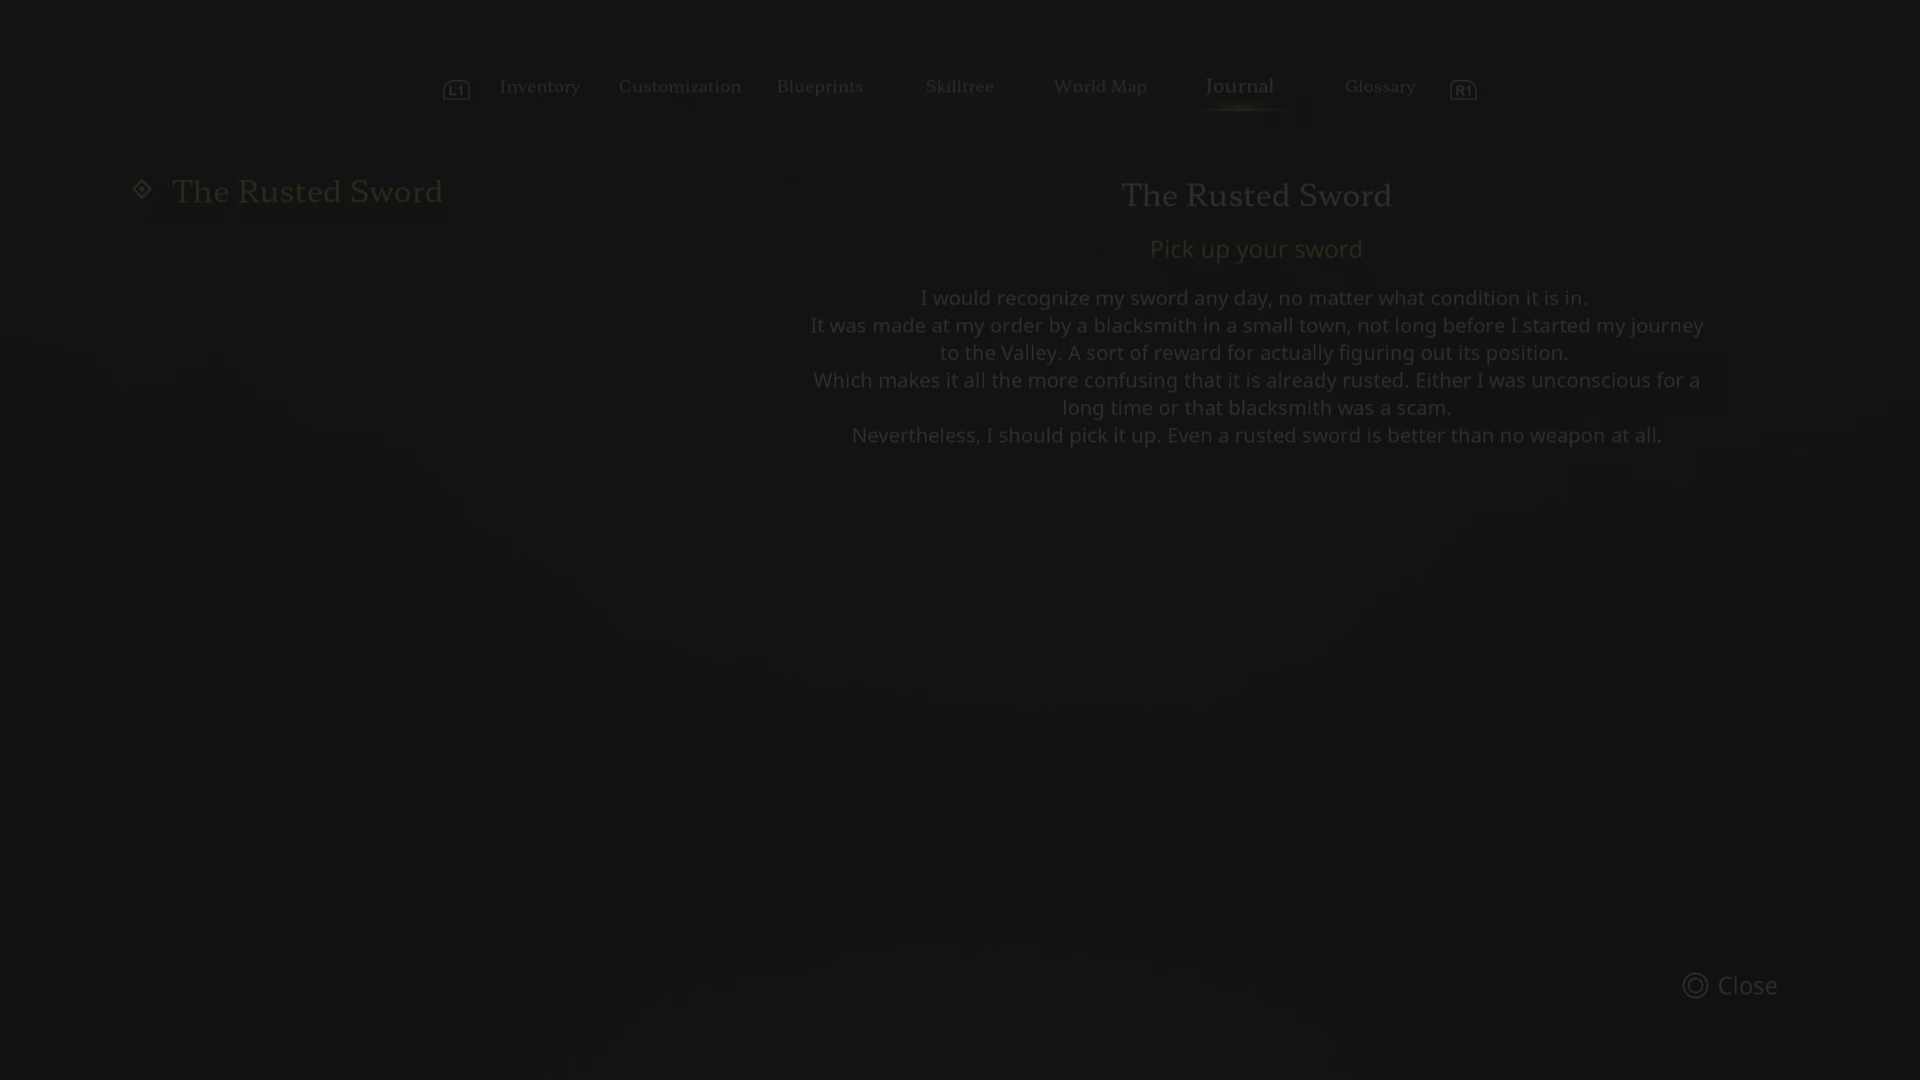 L1 Inventory Customization Blueprints Skilltree World Map Journal Glossary R1
The Rusted Sword
The Rusted Sword
Pick up your sword
I would recognize my sword any day, no matter what condition it is in.
It was made at my order by a blacksmith in a small town, not long before I started my journey
to the Valley. A sort of reward for actually figuring out its position.
Which makes it all the more confusing that it is already rusted. Either I was unconscious for a
long time or that blacksmith was a scam.
Nevertheless, I should pick it up. Even a rusted sword is better than no weapon at all.
Close